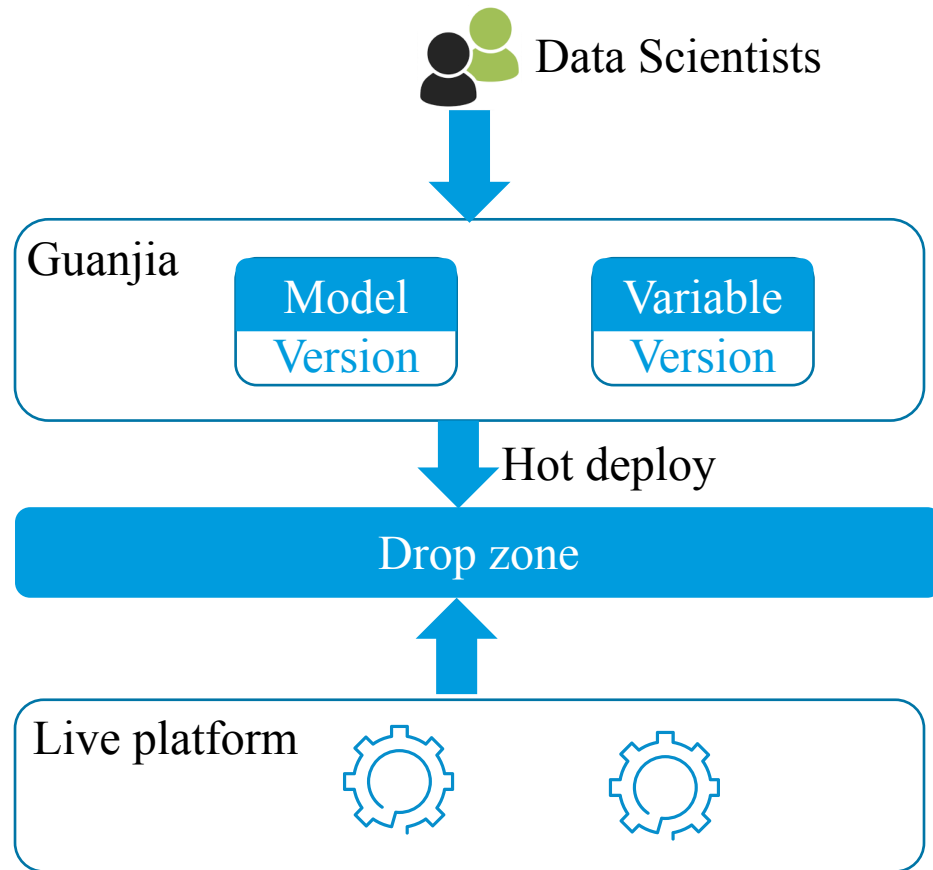 Data Scientists
Guanjia
Model
Version
Variable
Version
Hot deploy
Drop zone
Live platform